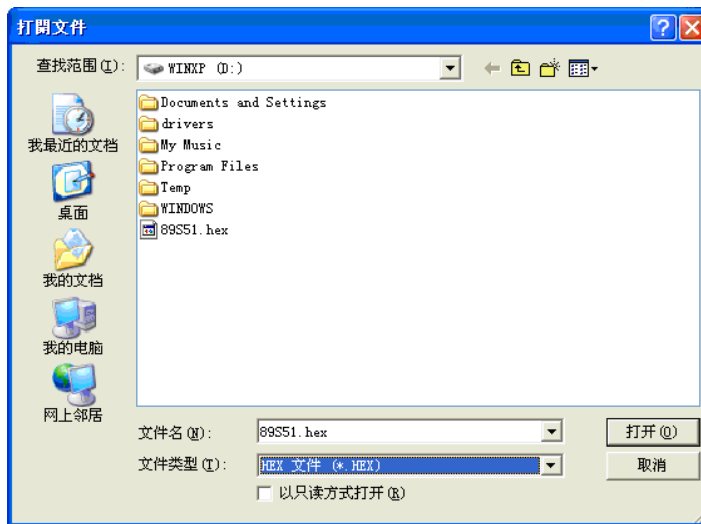 打開文件
查找范围(I):
WINXP (D:)
我最近的文档
桌面
我的文档
我的电脑
网上邻居
Documents and Settings
drivers
My Music
Program Files
Temp
WINDOWS
89S51.hex
文件名(N):
89S51.hex
打开(O)
文件类型(T):
HEX 文件 (*.HEX)
取消
以只读方式打开(R)